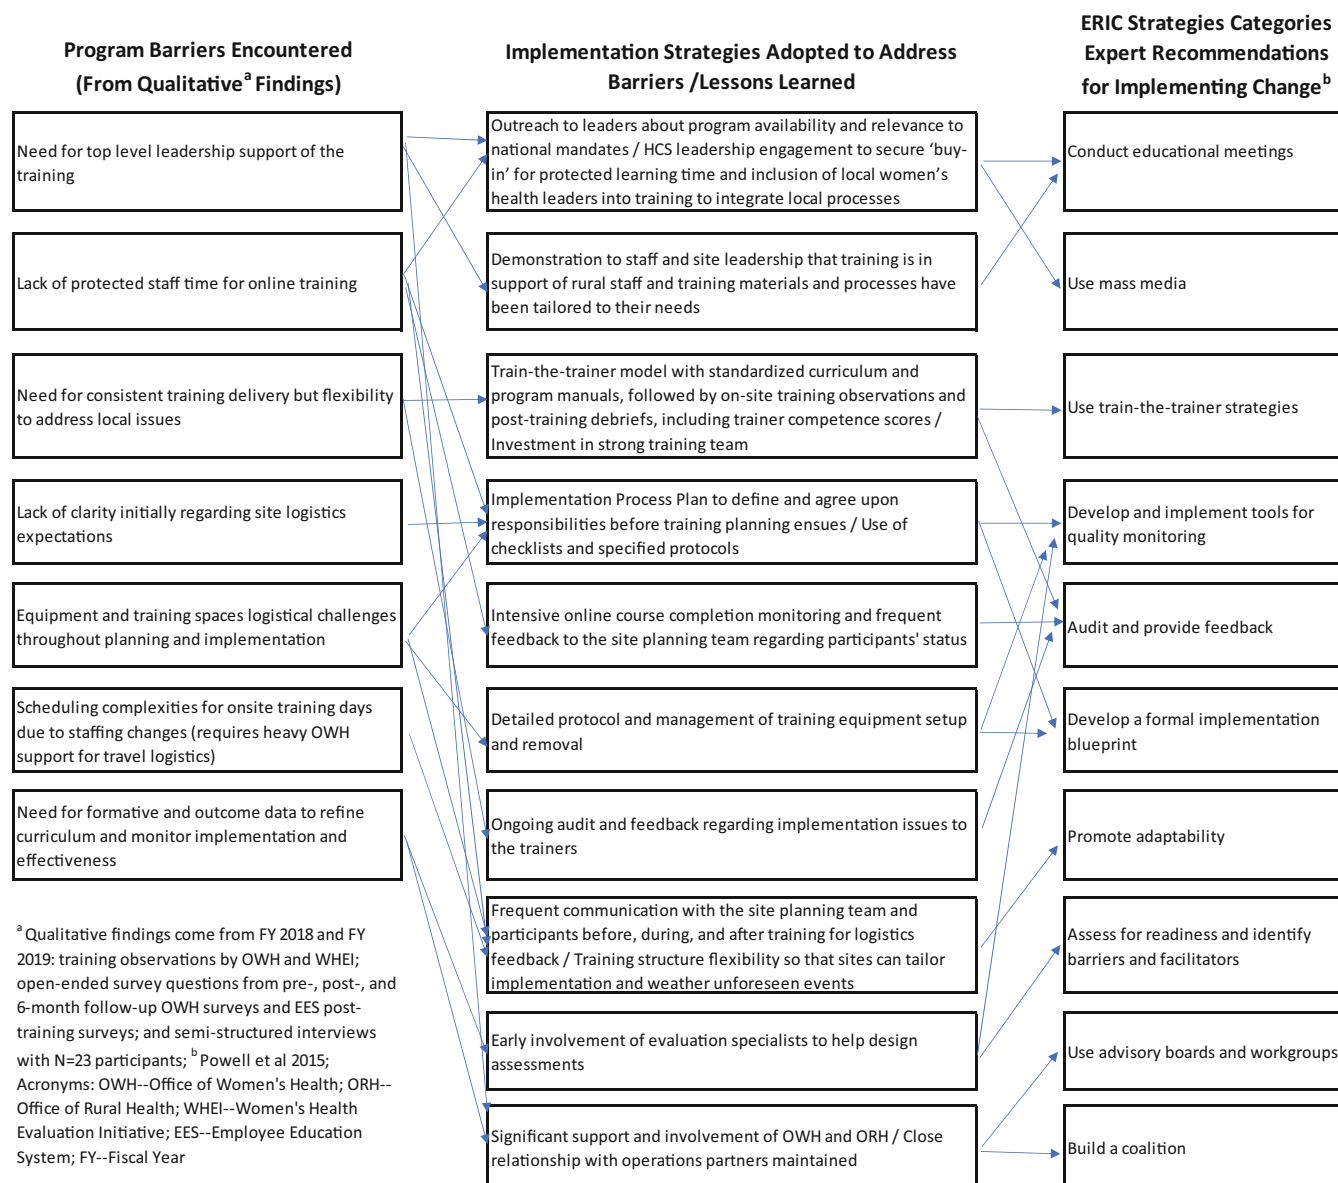 Program Barriers Encountered
(From Qualitative a Findings)
Need for top level leadership support of the
training
Lack of protected staff time for online training
Need for consistent training delivery but flexibility
to address local issues
Lack of clarity initially regarding site logistics
expectations
Equipment and training spaces logistical challenges
throughout planning and implementation
Scheduling complexities for onsite training days
due to staffing changes (requires heavy OWH
support for travel logistics)
Need for formative and outcome data to refine
curriculum and monitor implementation and
effectiveness
a Qualitative findings come from FY 2018 and FY
2019: training observations by OWH and WHEI;
open-ended survey questions from pre-, post-, and
6-month follow-up OWH surveys and EES post-
training surveys; and semi-structured interviews
with N=23 participants; b Powell et al 2015;
Acronyms: OWH--Office of Women's Health; ORH--
Office of Rural Health; WHEI--Women's Health
Evaluation Initiative; EES--Employee Education
System; FY--Fiscal Year
Implementation Strategies Adopted to Address
Barriers /Lessons Learned
Outreach to leaders about program availability and relevance to
national mandates / HCS leadership engagement to secure ‘buy-
in’ for protected learning time and inclusion of local women’s
health leaders into training to integrate local processes
Demonstration to staff and site leadership that training is in
support of rural staff and training materials and processes have
been tailored to their needs
Train-the-trainer model with standardized curriculum and
program manuals, followed by on-site training observations and
post-training debriefs, including trainer competence scores /
Investment in strong training team
Implementation Process Plan to define and agree upon
responsibilities before training planning ensues / Use of
checklists and specified protocols
Intensive online course completion monitoring and frequent
feedback to the site planning team regarding participants' status
Detailed protocol and management of training equipment setup
and removal
Ongoing audit and feedback regarding implementation issues to
the trainers
Frequent communication with the site planning team and
participants before, during, and after training for logistics
feedback / Training structure flexibility so that sites can tailor
implementation and weather unforeseen events
Early involvement of evaluation specialists to help design
assessments
Significant support and involvement of OWH and ORH / Close
relationship with operations partners maintained
ERIC Strategies Categories
Expert Recommendations
for Implementing Change b
Conduct educational meetings
Use mass media
Use train-the-trainer strategies
Develop and implement tools for
quality monitoring
Audit and provide feedback
Develop a formal implementation
blueprint
Promote adaptability
Assess for readiness and identify
barriers and facilitators
Use advisory boards and workgroups
Build a coalition